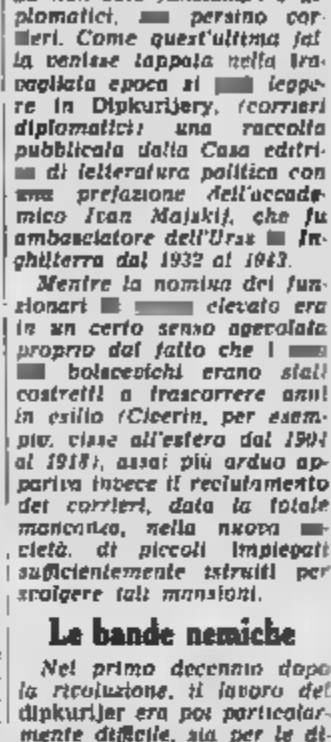 plomatici, persino cor-
rieri. Come quest'ultima fal
la venisse tappata nella tra-
vagliata epoca si legge-
re in Dipkurijery, (corrieri
diplomatici) una raccolta
pubblicata dalla Casa editri-
di letteratura politica con
prefazione dell'accade-
mico Ivan Majskij, che fu
ambasciatore dell'Urss In-
ghilterra dal 1932 al 1943.
Mentre la nomina dei fun-
zionari elevato era
in un certo senso agevolata
proprio dal fatto che i
bolscevichi erano stati
costretti a trascorrere anni
in esilio (Cicerin, per esem-
pio, visse all'estero dal 1904
al 1918), assai più arduo ap-
pariva invece il reclutamento
dei corrieri, data la totale
mancanza, nella nuova
cietà, di piccoli impiegati
sufficientemente istruiti per
svolgere tali mansioni.
Le bande nemiche
Nel primo decennio dopo
la rivoluzione, il lavoro del
dipkurijer era poi particolar-
mente difficile, sia per le di-